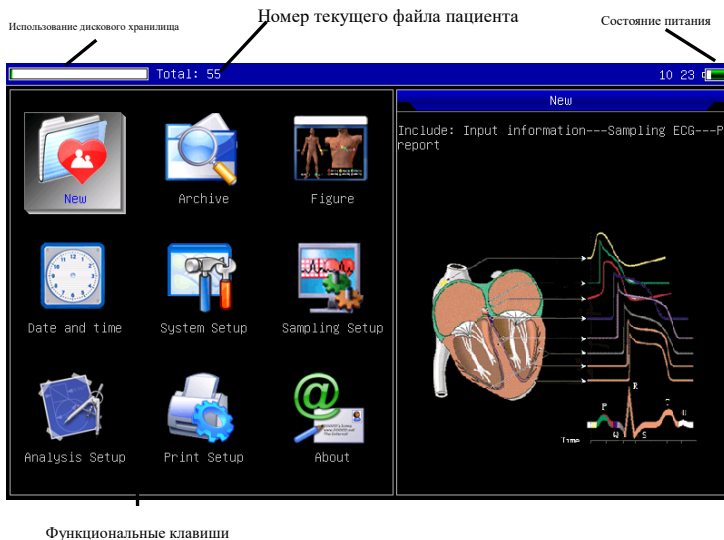 Использование дискового хранилища
Номер текущего файла пациента
Состояние питания
Total: 55
10 23
New
Include: Input information---Sampling ECG---P
report
New
Archive
Figure
Date and time
System Setup
Sampling Setup
Analysis Setup
Print Setup
About
R
P
T
U
Q
S
Time
Функциональные клавиши